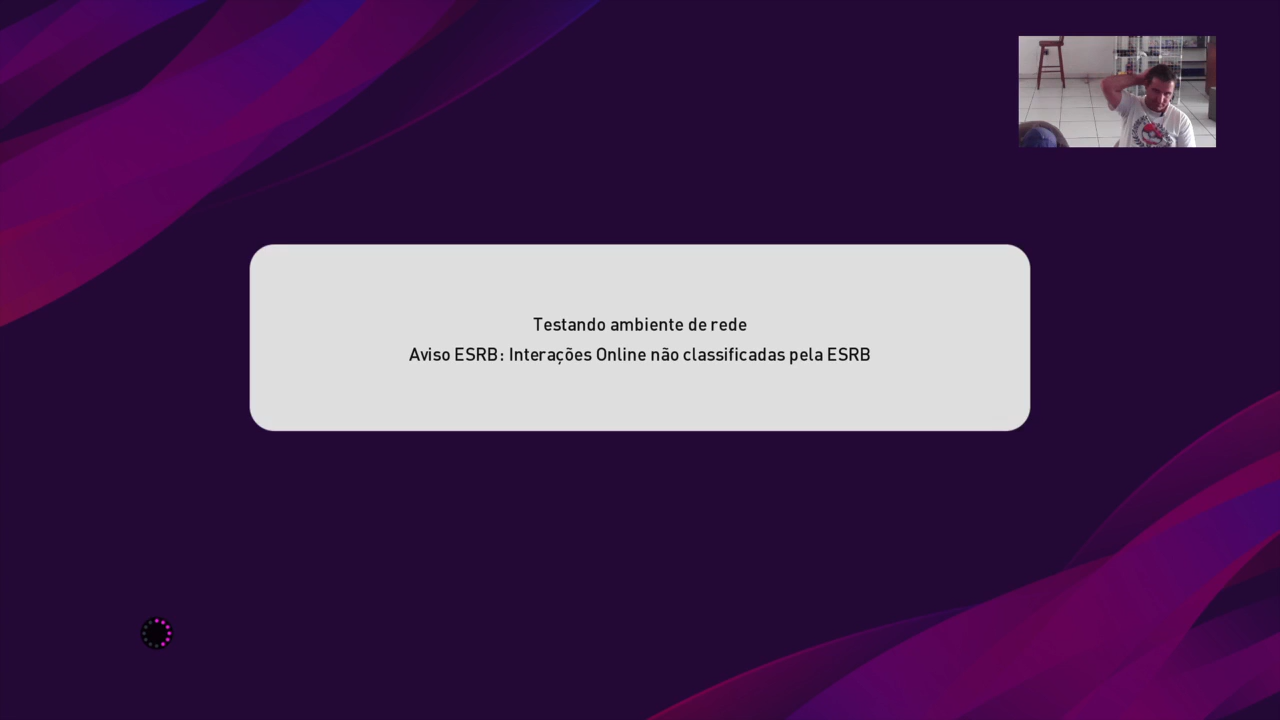 Testando ambiente de rede
Aviso ESRB: Interações Online não classificadas pela ESRB